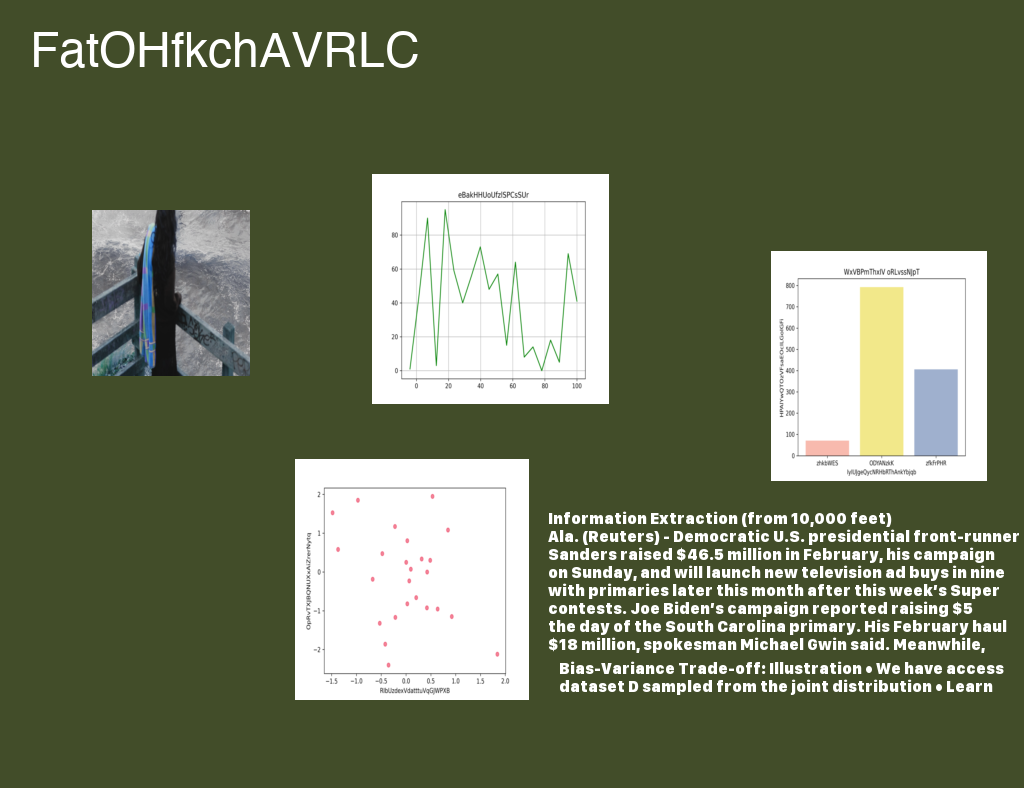 FatOHfkchAVRLC
eBakHHUoUfzlSPCsSUr
80
60
40
20
0
0 20 40 60 80 100
800
700
600
500
400
300
200
100
0
zhkbWES ODYANzkK zfkfrPHR
2
1
0
−1
−2
−1.5 −1.0 −0.5 0.0 0.5 1.0 1.5 2.0
Information Extraction (from 10,000 feet)
Ala. (Reuters) - Democratic U.S. presidential front-runner
Sanders raised $46.5 million in February, his campaign
on Sunday, and will launch new television ad buys in nine
with primaries later this month after this week’s Super
contests. Joe Biden’s campaign reported raising $5
the day of the South Carolina primary. His February haul
$18 million, spokesman Michael Gwin said. Meanwhile,
Bias-Variance Trade-off: Illustration • We have access
dataset D sampled from the joint distribution • Learn